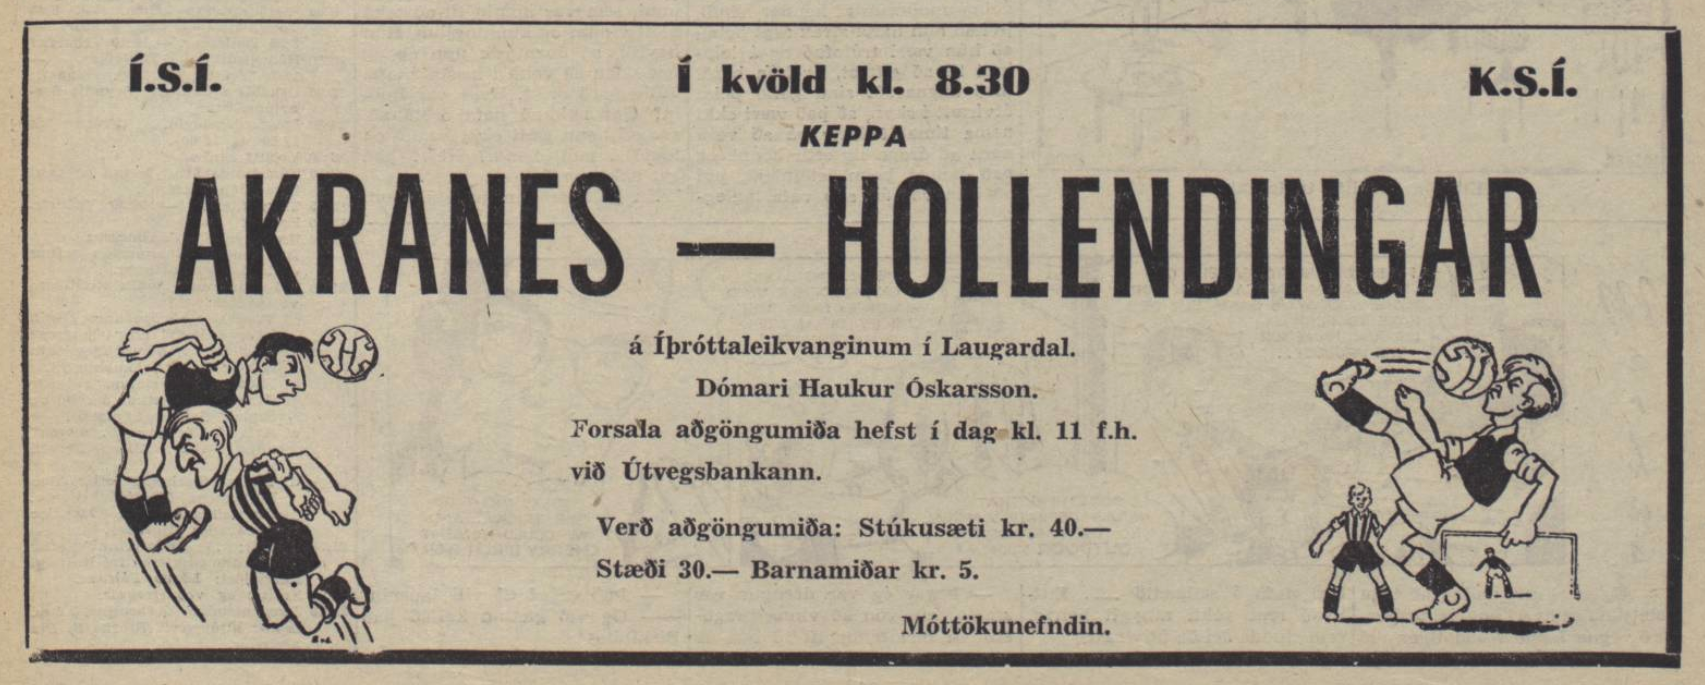 Í.S.Í. Í kvöld kl. 8.30 K.S.Í.
KEPPA
AKRANES — HOLLENDINGAR
á Íþróttaleikvanginum í Laugardal.
Dómari Haukur Óskarsson.
Forsala aðgöngumiða hefst í dag kl. 11 f.h.
við Útvegsbankann.
Verð aðgöngumiða: Stúkusæti kr. 40.—
Stæði 30.— Barnamiðar kr. 5.
Móttökunefndin.